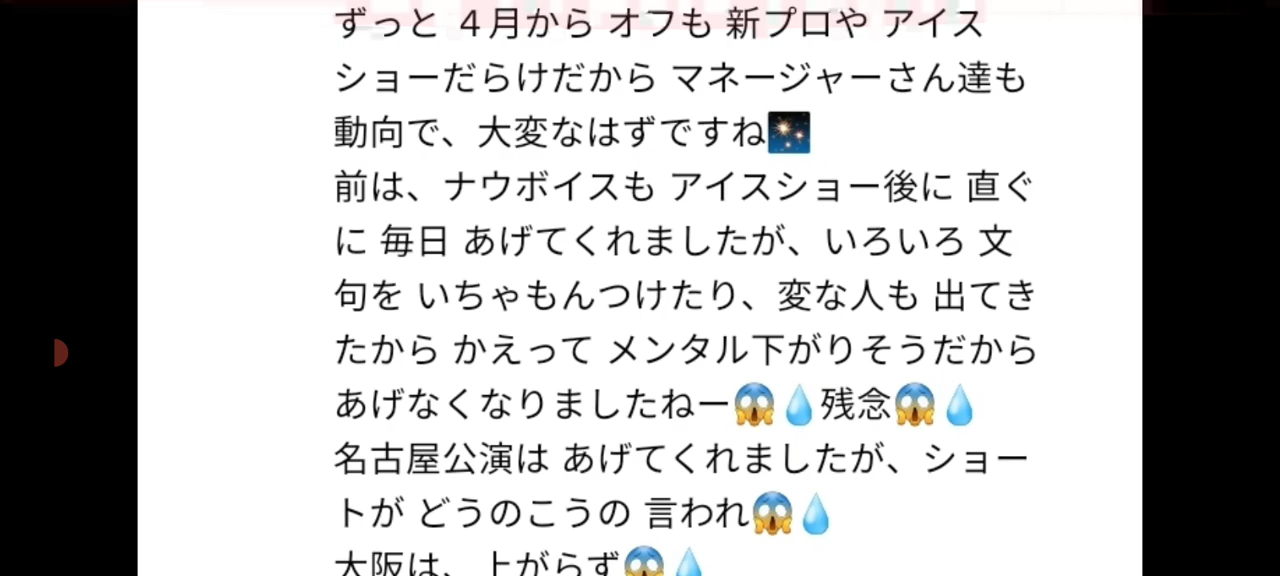 ずっと ４月から オフも 新プロや アイス
ショーだらけだから マネージャーさん達も
動向で、大変なはずですね🎇
前は、ナウボイスも アイスショー後に 直ぐ
に 毎日 あげてくれましたが、いろいろ 文
句を いちゃもんつけたり、変な人も 出てき
たから かえって メンタル下がりそうだから
あげなくなりましたねー😱💧残念😱💧
名古屋公演は あげてくれましたが、ショー
トが どうのこうの 言われ😱💧
大阪は、 上がらず😱💧